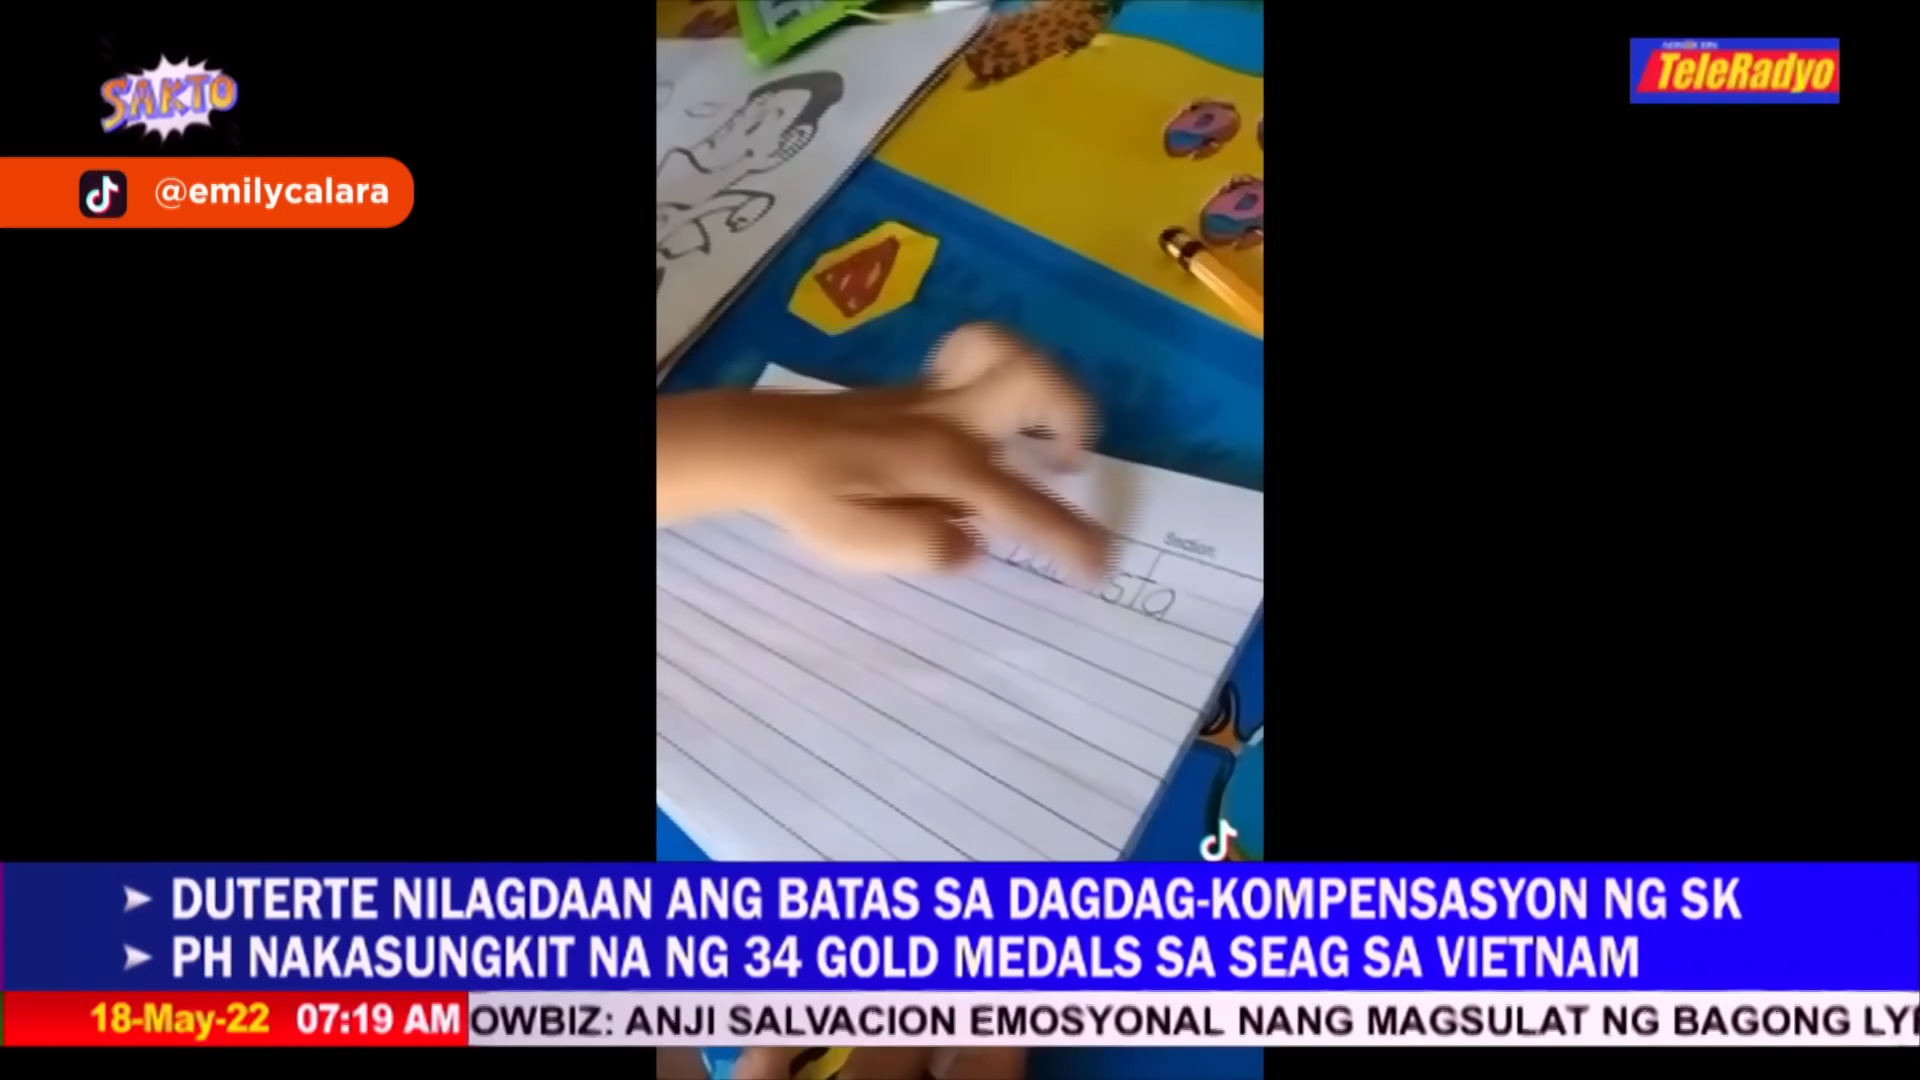 SAKTO
TeleRadyo
@emilycalara
Section
DUTERTE NILAGDAAN ANG BATAS SA DAGDAG-KOMPENSASYON NG SK
PH NAKASUNGKIT NA NG 34 GOLD MEDALS SA SEAG SA VIETNAM
18-May-22 07:19 AM OWBIZ: ANJI SALVACION EMOSYONAL NANG MAGSULAT NG BAGONG LY